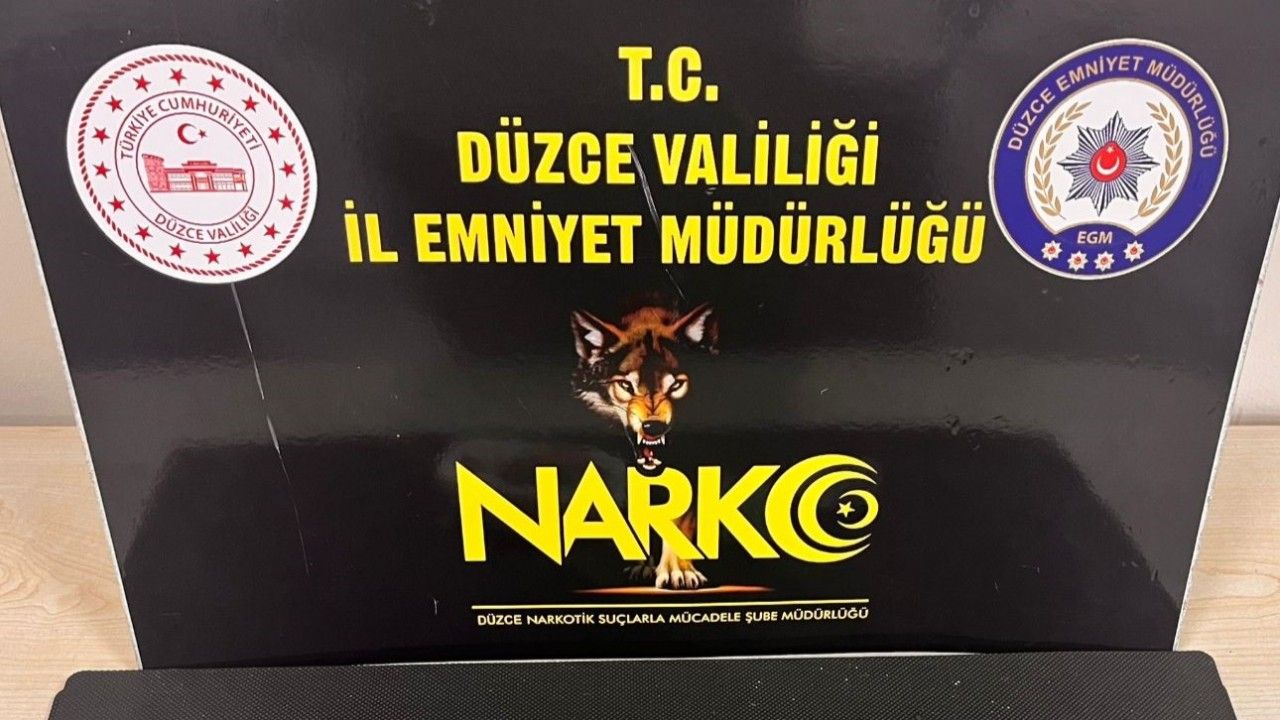 TÜRKİYE CUMHURİYETİ
DÜZCE VALİLİĞİ
T.C.
DÜZCE VALİLİĞİ
İL EMNİYET MÜDÜRLÜĞÜ
DÜZCE EMNİYET MÜDÜRLÜĞÜ
EGM
NARKO
DÜZCE NARKOTİK SUÇLARLA MÜCADELE ŞUBE MÜDÜRLÜĞÜ